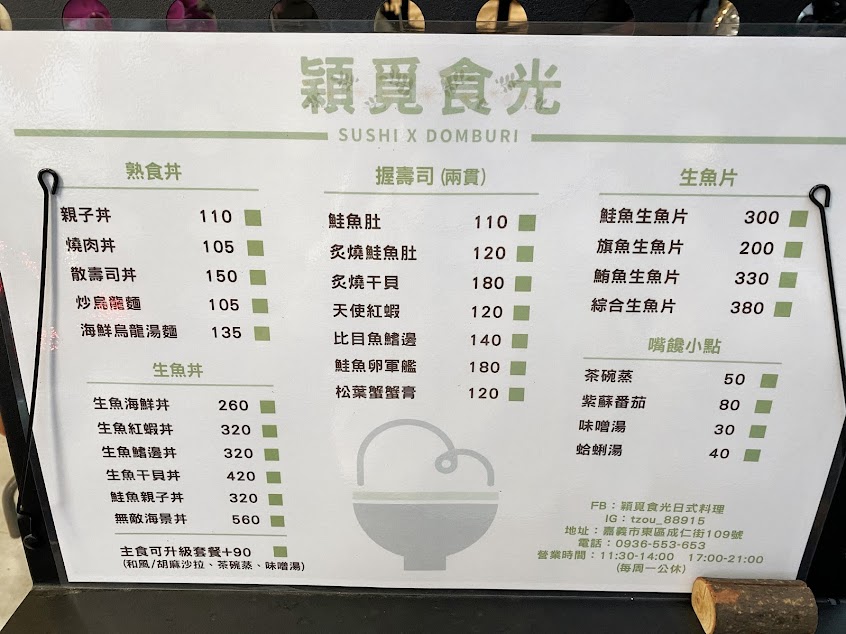 穎覓食光
SUSHI X DOMBURI
熟食丼
親子丼 110
燒肉丼 105
散壽司丼 150
炒烏龍麵 105
海鮮烏龍湯麵 135
生魚丼
生魚海鮮丼 260
生魚紅蝦丼 320
生魚鰭邊丼 320
生魚干貝丼 420
鮭魚親子丼 320
無敵海景丼 560
主食可升級套餐+90
(和風/胡麻沙拉、茶碗蒸、味噌湯)
握壽司 (兩貫)
鮭魚肚 110
炙燒鮭魚肚 120
炙燒干貝 180
天使紅蝦 120
比目魚鰭邊 140
鮭魚卵軍艦 180
松葉蟹蟹膏 120
生魚片
鮭魚生魚片 300
旗魚生魚片 200
鮪魚生魚片 330
綜合生魚片 380
嘴饞小點
茶碗蒸 50
紫蘇番茄 80
味噌湯 30
蛤蜊湯 40
FB：穎覓食光日式料理
IG：tzou_88915
地址：嘉義市東區成仁街109號
電話：0936-553-653
營業時間：11:30-14:00 17:00-21:00
(每周一公休)